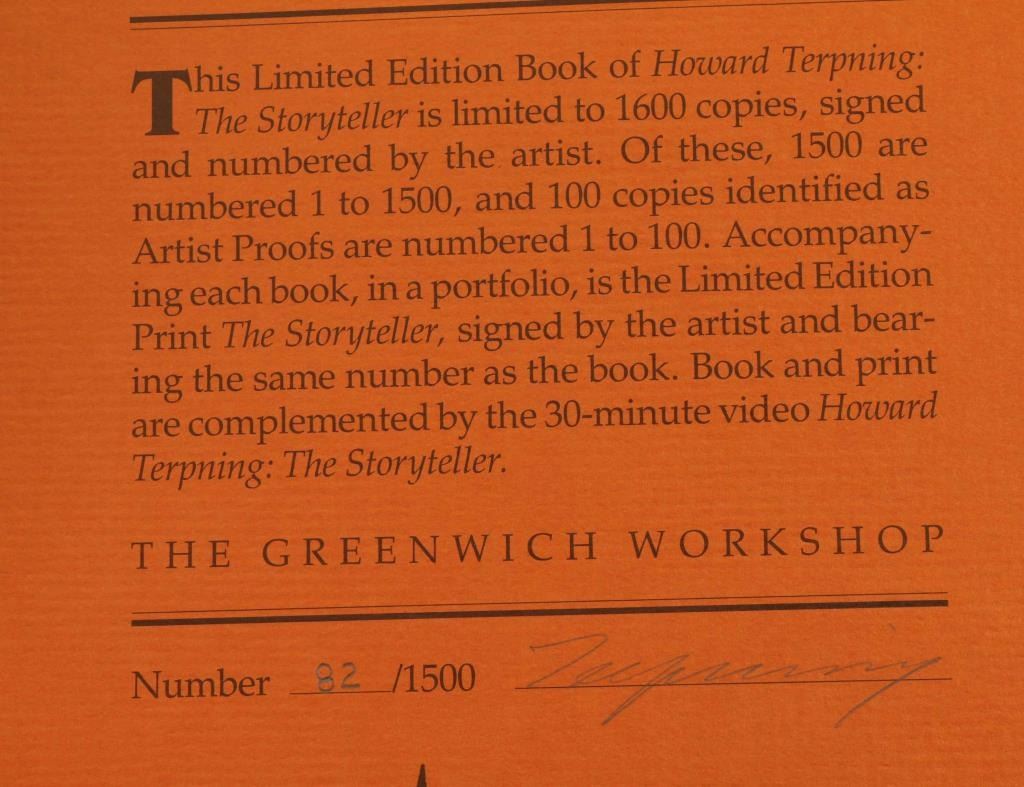 This Limited Edition Book of Howard Terpning:
The Storyteller is limited to 1600 copies, signed
and numbered by the artist. Of these, 1500 are
numbered 1 to 1500, and 100 copies identified as
Artist Proofs are numbered 1 to 100. Accompany-
ing each book, in a portfolio, is the Limited Edition
Print The Storyteller, signed by the artist and bear-
ing the same number as the book. Book and print
are complemented by the 30-minute video Howard
Terpning: The Storyteller.
THE GREENWICH WORKSHOP
Number 82 /1500 Terpning